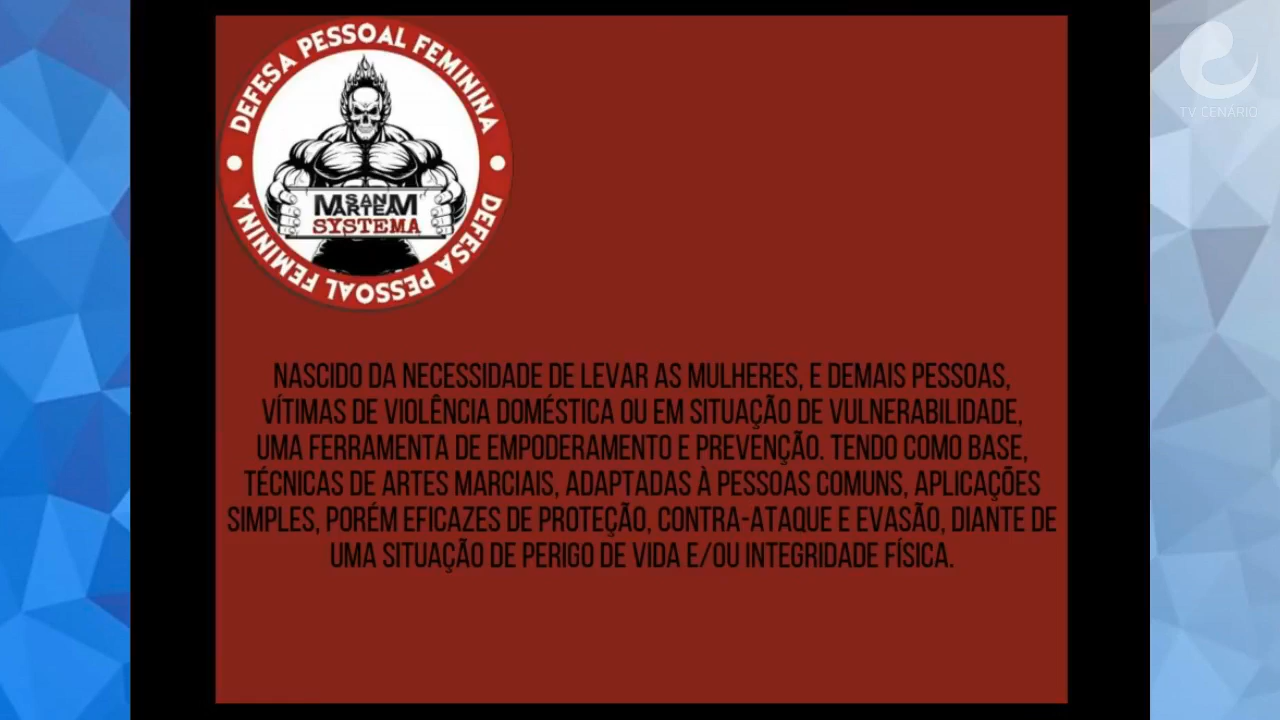 DEFESA PESSOAL FEMININA
SAN
MARTEAM
SYSTEMA
DEFESA PESSOAL FEMININA
TV CENÁRIO
NASCIDO DA NECESSIDADE DE LEVAR AS MULHERES, E DEMAIS PESSOAS,
VÍTIMAS DE VIOLÊNCIA DOMÉSTICA OU EM SITUAÇÃO DE VULNERABILIDADE,
UMA FERRAMENTA DE EMPODERAMENTO E PREVENÇÃO. TENDO COMO BASE,
TÉCNICAS DE ARTES MARCIAIS, ADAPTADAS À PESSOAS COMUNS, APLICAÇÕES
SIMPLES, PORÉM EFICAZES DE PROTEÇÃO, CONTRA-ATAQUE E EVASÃO, DIANTE DE
UMA SITUAÇÃO DE PERIGO DE VIDA E/OU INTEGRIDADE FÍSICA.